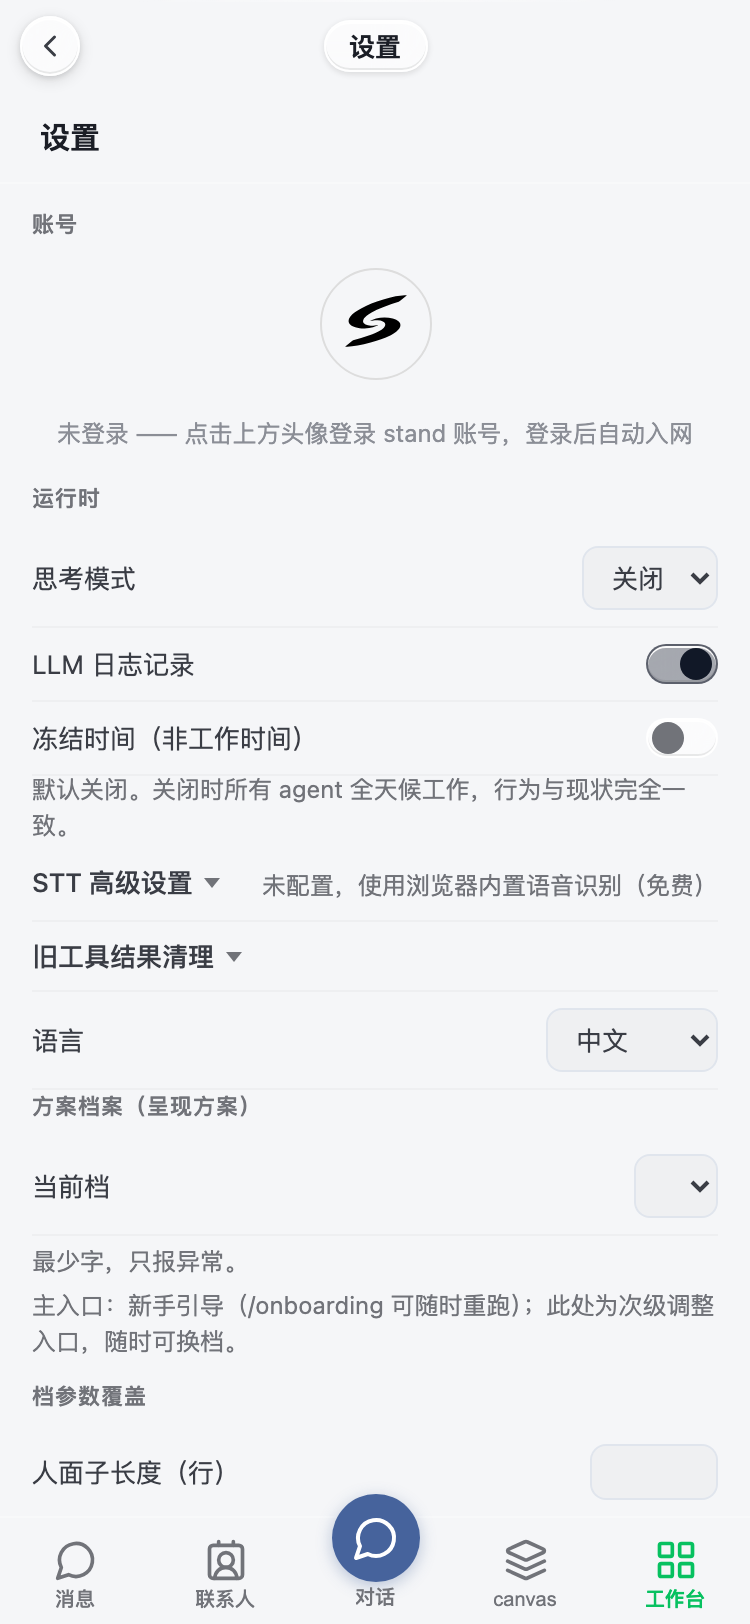 设置
设置
账号
未登录 —— 点击上方头像登录 stand 账号，登录后自动入网
运行时
思考模式
关闭
LLM 日志记录
冻结时间（非工作时间）
默认关闭。关闭时所有 agent 全天候工作，行为与现状完全一
致。
STT 高级设置
未配置，使用浏览器内置语音识别（免费）
旧工具结果清理
语言
中文
方案档案（呈现方案）
当前档
最少字，只报异常。
主入口：新手引导（/onboarding 可随时重跑）；此处为次级调整
入口，随时可换档。
档参数覆盖
人面子长度（行）
消息
联系人
对话
canvas
工作台